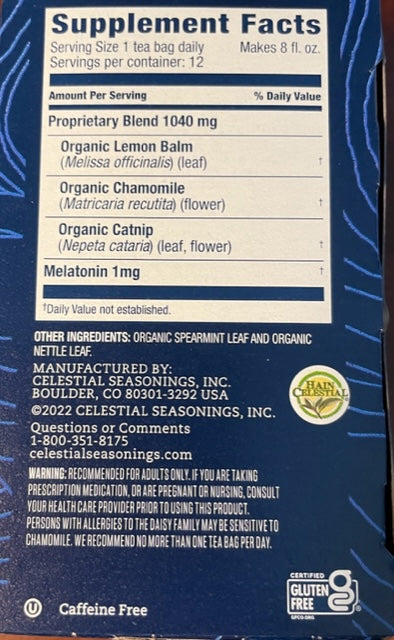 Supplement Facts
Serving Size 1 tea bag daily Makes 8 fl. oz.
Servings per container: 12
Amount Per Serving % Daily Value
Proprietary Blend 1040 mg
Organic Lemon Balm
(Melissa officinalis) (leaf) †
Organic Chamomile
(Matricaria recutita) (flower) †
Organic Catnip
(Nepeta cataria) (leaf, flower) †
Melatonin 1mg †
†Daily Value not established.
OTHER INGREDIENTS: ORGANIC SPEARMINT LEAF AND ORGANIC
NETTLE LEAF.
MANUFACTURED BY:
CELESTIAL SEASONINGS, INC.
BOULDER, CO 80301-3292 USA
©2022 CELESTIAL SEASONINGS, INC.
HAIN
CELESTIAL
Questions or Comments
1-800-351-8175
celestialseasonings.com
WARNING: RECOMMENDED FOR ADULTS ONLY. IF YOU ARE TAKING
PRESCRIPTION MEDICATION, OR ARE PREGNANT OR NURSING, CONSULT
YOUR HEALTH CARE PROVIDER PRIOR TO USING THIS PRODUCT.
PERSONS WITH ALLERGIES TO THE DAISY FAMILY MAY BE SENSITIVE TO
CHAMOMILE. WE RECOMMEND NO MORE THAN ONE TEA BAG PER DAY.
U Caffeine Free
CERTIFIED
GLUTEN
FREE
GFCO.ORG